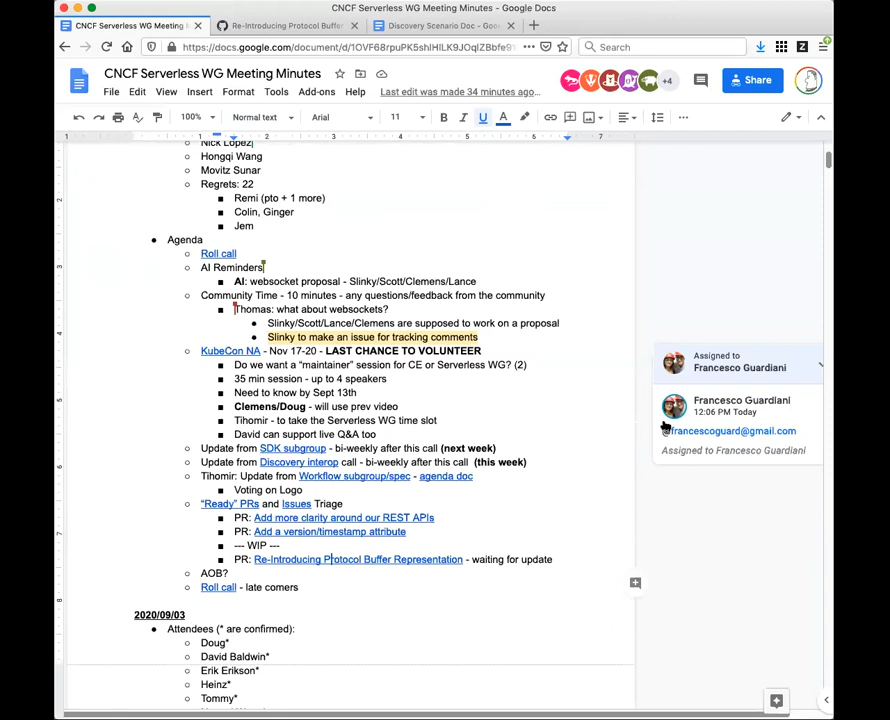 CNCF Serverless WG Meeting Minutes - Google Docs
CNCF Serverless WG Meeting M
Re-Introducing Protocol Buffer
Discovery Scenario Doc - Goo
Search
CNCF Serverless WG Meeting Minutes
File Edit View Insert Format Tools Add-ons Help Last edit was made 34 minutes ago...
+4
Share
100% Normal text Arial 11 B I U A
1 1 2 3 4 5 6 7
Nick Lopez
Hongqi Wang
Movitz Sunar
Regrets: 22
Remi (pto + 1 more)
Colin, Ginger
Jem
Agenda
Roll call
AI Reminders
AI: websocket proposal - Slinky/Scott/Clemens/Lance
Community Time - 10 minutes - any questions/feedback from the community
Thomas: what about websockets?
Slinky/Scott/Lance/Clemens are supposed to work on a proposal
Slinky to make an issue for tracking comments
KubeCon NA - Nov 17-20 - LAST CHANCE TO VOLUNTEER
Do we want a "maintainer" session for CE or Serverless WG? (2)
35 min session - up to 4 speakers
Need to know by Sept 13th
Clemens/Doug - will use prev video
Tihomir - to take the Serverless WG time slot
David can support live Q&A too
Update from SDK subgroup - bi-weekly after this call (next week)
Update from Discovery interop call - bi-weekly after this call (this week)
Tihomir: Update from Workflow subgroup/spec - agenda doc
Voting on Logo
"Ready" PRs and Issues Triage
PR: Add more clarity around our REST APIs
PR: Add a version/timestamp attribute
--- WIP ---
PR: Re-Introducing Protocol Buffer Representation - waiting for update
AOB?
Roll call - late comers
2020/09/03
Attendees (* are confirmed):
Doug*
David Baldwin*
Erik Erikson*
Heinz*
Tommy*
Assigned to
Francesco Guardiani
Francesco Guardiani
12:06 PM Today
francescoguard@gmail.com
Assigned to Francesco Guardiani